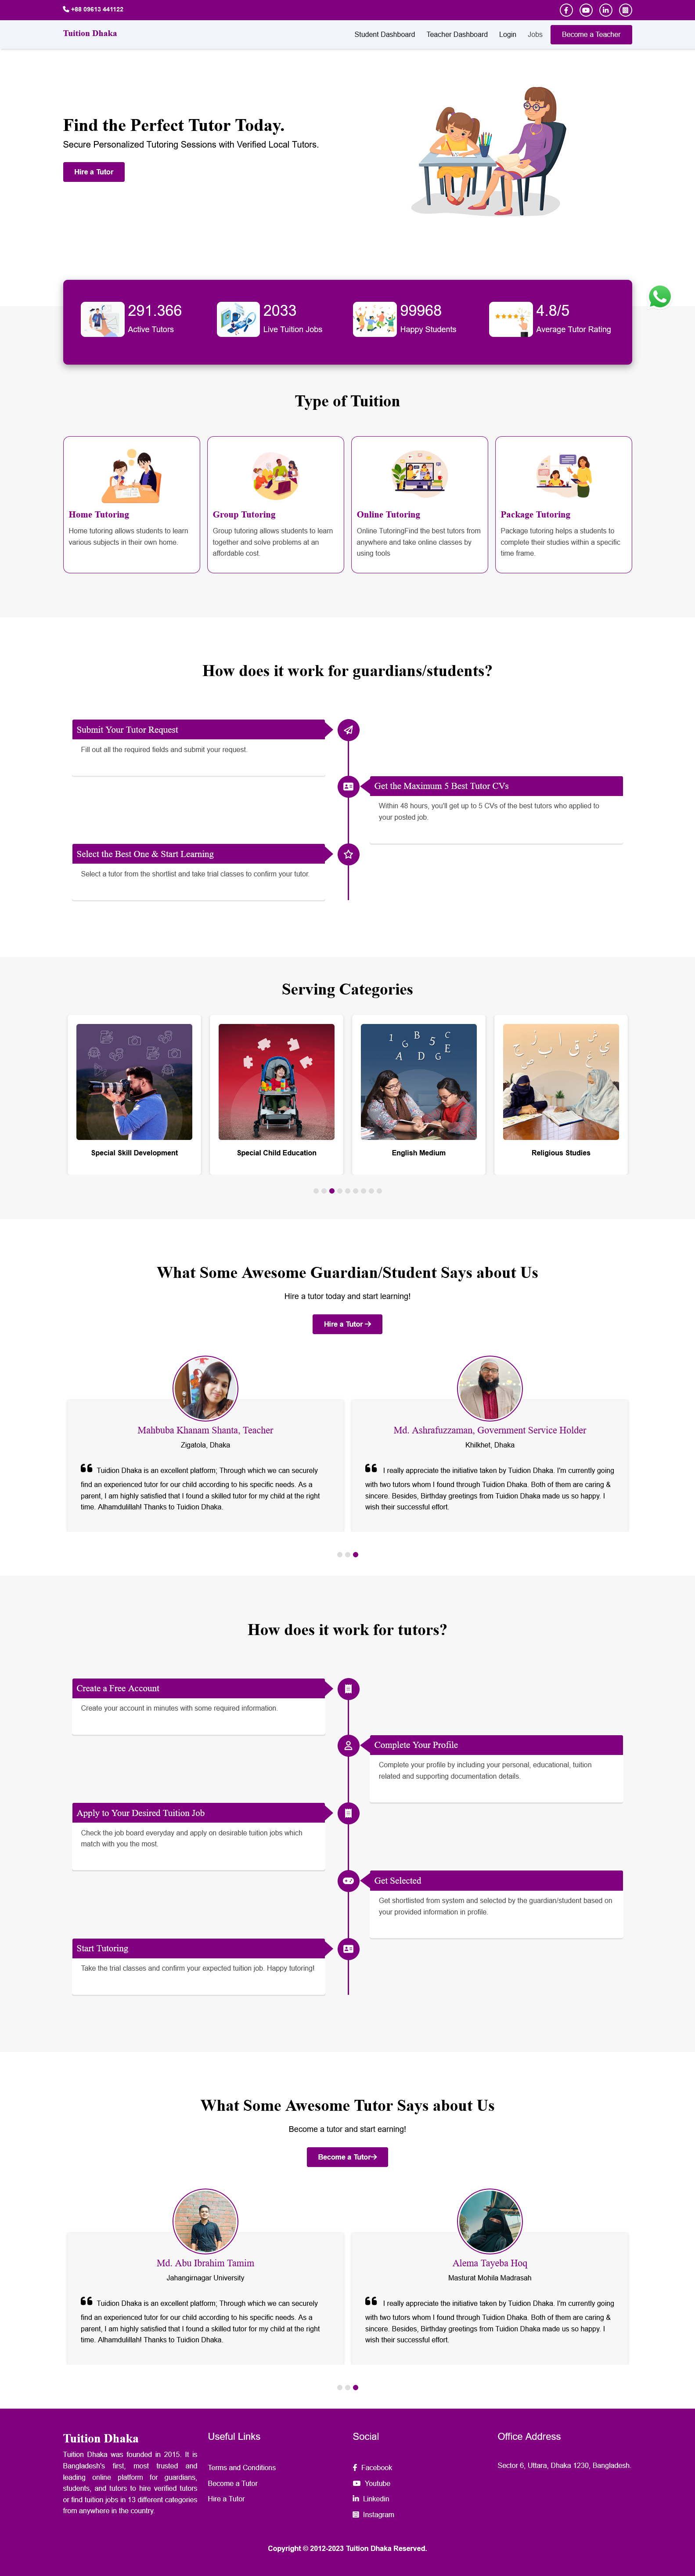 +88 09613 441122
Tuition Dhaka
Student Dashboard
Teacher Dashboard
Login
Jobs
Become a Teacher
Find the Perfect Tutor Today.
Secure Personalized Tutoring Sessions with Verified Local Tutors.
Hire a Tutor
291.366
Active Tutors
2033
Live Tuition Jobs
99968
Happy Students
4.8/5
Average Tutor Rating
Type of Tuition
Home Tutoring
Home tutoring allows students to learn
various subjects in their own home.
Group Tutoring
Group tutoring allows students to learn
together and solve problems at an
affordable cost.
Online Tutoring
Online TutoringFind the best tutors from
anywhere and take online classes by
using tools
Package Tutoring
Package tutoring helps a students to
complete their studies within a specific
time frame.
How does it work for guardians/students?
Submit Your Tutor Request
Fill out all the required fields and submit your request.
Get the Maximum 5 Best Tutor CVs
Within 48 hours, you'll get up to 5 CVs of the best tutors who applied to
your posted job.
Select the Best One & Start Learning
Select a tutor from the shortlist and take trial classes to confirm your tutor.
Serving Categories
Special Skill Development
Special Child Education
1 G B 5 C E A D G
English Medium
Religious Studies
What Some Awesome Guardian/Student Says about Us
Hire a tutor today and start learning!
Hire a Tutor
Mahbuba Khanam Shanta, Teacher
Zigatola, Dhaka
Tuidion Dhaka is an excellent platform; Through which we can securely
find an experienced tutor for our child according to his specific needs. As a
parent, I am highly satisfied that I found a skilled tutor for my child at the right
time. Alhamdulillah! Thanks to Tuidion Dhaka.
Md. Ashrafuzzaman, Government Service Holder
Khilkhet, Dhaka
I really appreciate the initiative taken by Tuidion Dhaka. I'm currently going
with two tutors whom I found through Tuidion Dhaka. Both of them are caring &
sincere. Besides, Birthday greetings from Tuidion Dhaka made us so happy. I
wish their successful effort.
How does it work for tutors?
Create a Free Account
Create your account in minutes with some required information.
Complete Your Profile
Complete your profile by including your personal, educational, tuition
related and supporting documentation details.
Apply to Your Desired Tuition Job
Check the job board everyday and apply on desirable tuition jobs which
match with you the most.
Get Selected
Get shortlisted from system and selected by the guardian/student based on
your provided information in profile.
Start Tutoring
Take the trial classes and confirm your expected tuition job. Happy tutoring!
What Some Awesome Tutor Says about Us
Become a tutor and start earning!
Become a Tutor
Md. Abu Ibrahim Tamim
Jahangirnagar University
Tuidion Dhaka is an excellent platform; Through which we can securely
find an experienced tutor for our child according to his specific needs. As a
parent, I am highly satisfied that I found a skilled tutor for my child at the right
time. Alhamdulillah! Thanks to Tuidion Dhaka.
Alema Tayeba Hoq
Masturat Mohila Madrasah
I really appreciate the initiative taken by Tuidion Dhaka. I'm currently going
with two tutors whom I found through Tuidion Dhaka. Both of them are caring &
sincere. Besides, Birthday greetings from Tuidion Dhaka made us so happy. I
wish their successful effort.
Tuition Dhaka
Tuition Dhaka was founded in 2015. It is
Bangladesh's first, most trusted and
leading online platform for guardians,
students, and tutors to hire verified tutors
or find tuition jobs in 13 different categories
from anywhere in the country.
Useful Links
Terms and Conditions
Become a Tutor
Hire a Tutor
Social
Facebook
Youtube
Linkedin
Instagram
Office Address
Sector 6, Uttara, Dhaka 1230, Bangladesh.
Copyright © 2012-2023 Tuition Dhaka Reserved.